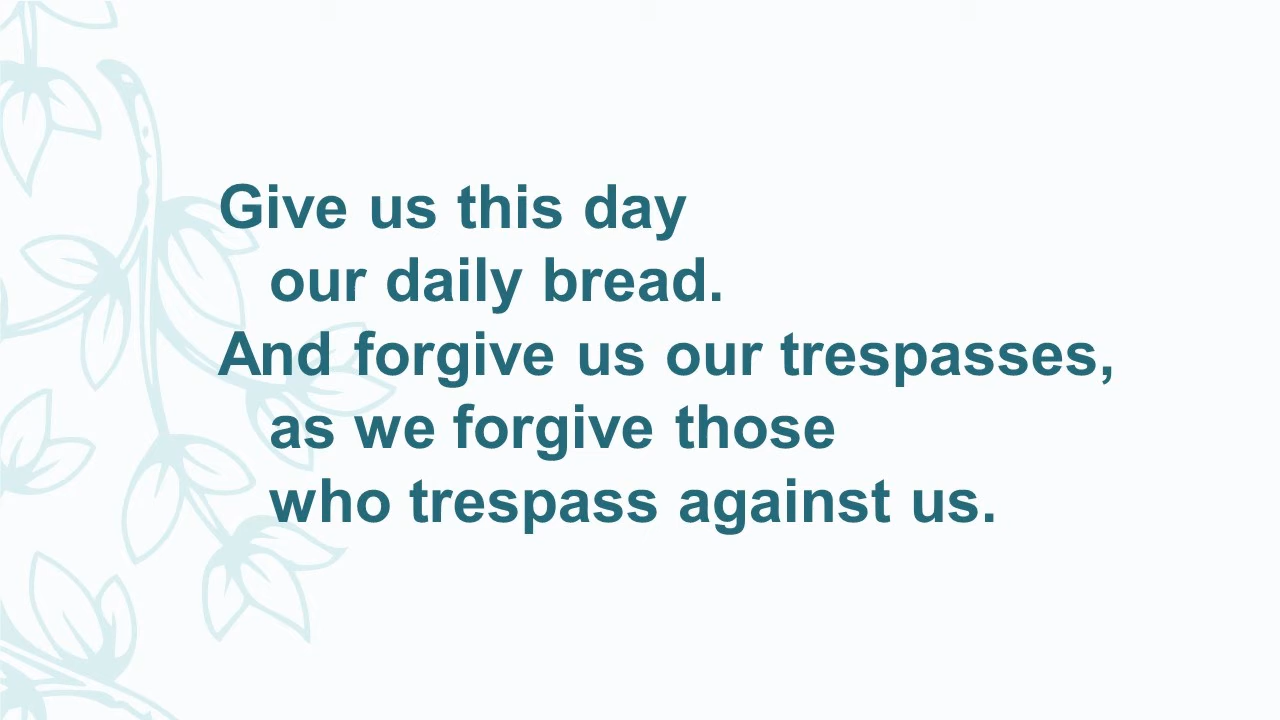 Give us this day
our daily bread.
And forgive us our trespasses,
as we forgive those
who trespass against us.